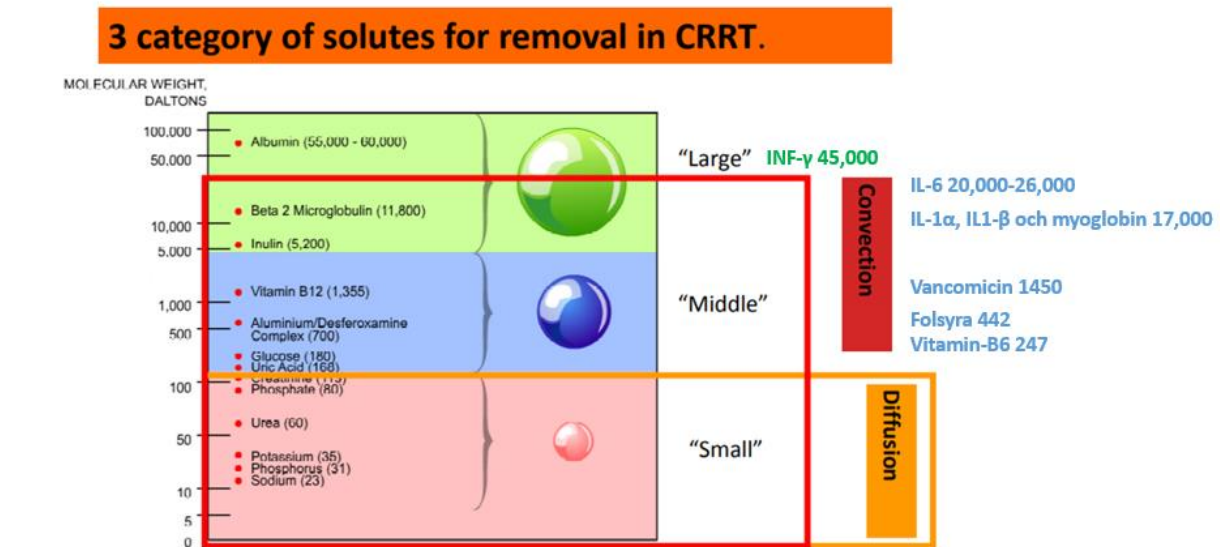 3 category of solutes for removal in CRRT.
MOLECULAR WEIGHT,
DALTONS
100,000
50.000
10,000
5.000
1,000
500
100
50
10
5
0
Albumin (55,000 - 60,000)
Beta 2 Microglobulin (11,800)
Inulin (5,200)
Vitamin B12 (1,355)
Aluminium/Desferoxamine
Complex (700)
Glucose (180)
Uric Acid (168)
Creatinine (113)
Phosphate (80)
Urea (60)
Potassium (35)
Phosphorus (31)
Sodium (23)
"Large"
"Middle"
"Small"
INF-γ 45,000
Convection
Diffusion
IL-6 20,000-26,000
IL-1α, IL1-β och myoglobin 17,000
Vancomicin 1450
Folsyra 442
Vitamin-B6 247